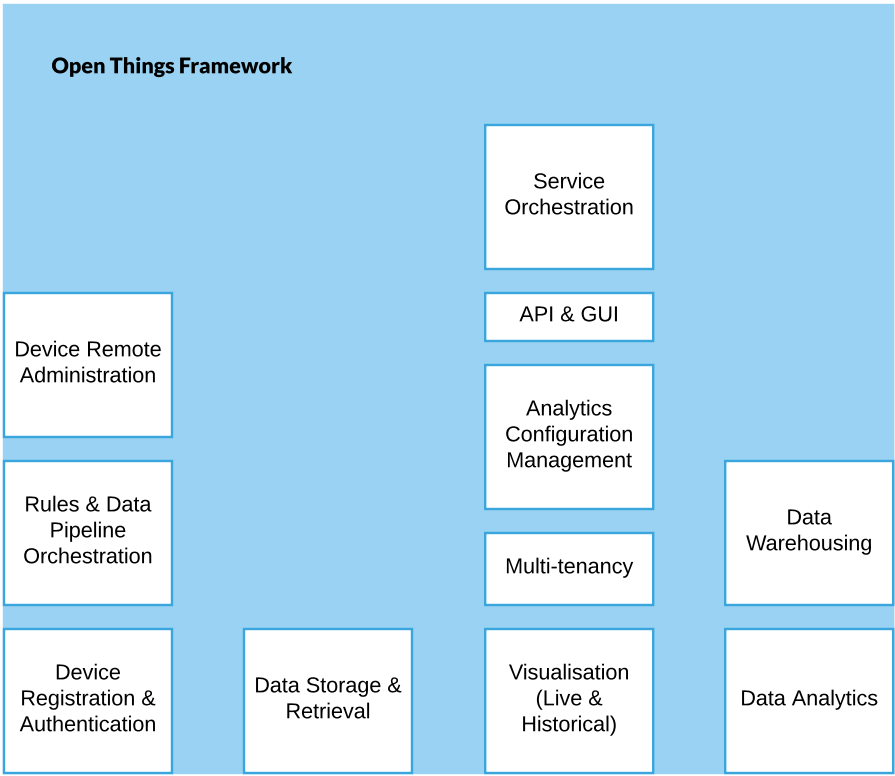 Open Things Framework
Service
Orchestration
API & GUI
Device Remote
Administration
Analytics
Configuration
Management
Rules & Data
Pipeline
Orchestration
Data
Warehousing
Multi-tenancy
Device
Registration &
Authentication
Data Storage &
Retrieval
Visualisation
(Live &
Historical)
Data Analytics